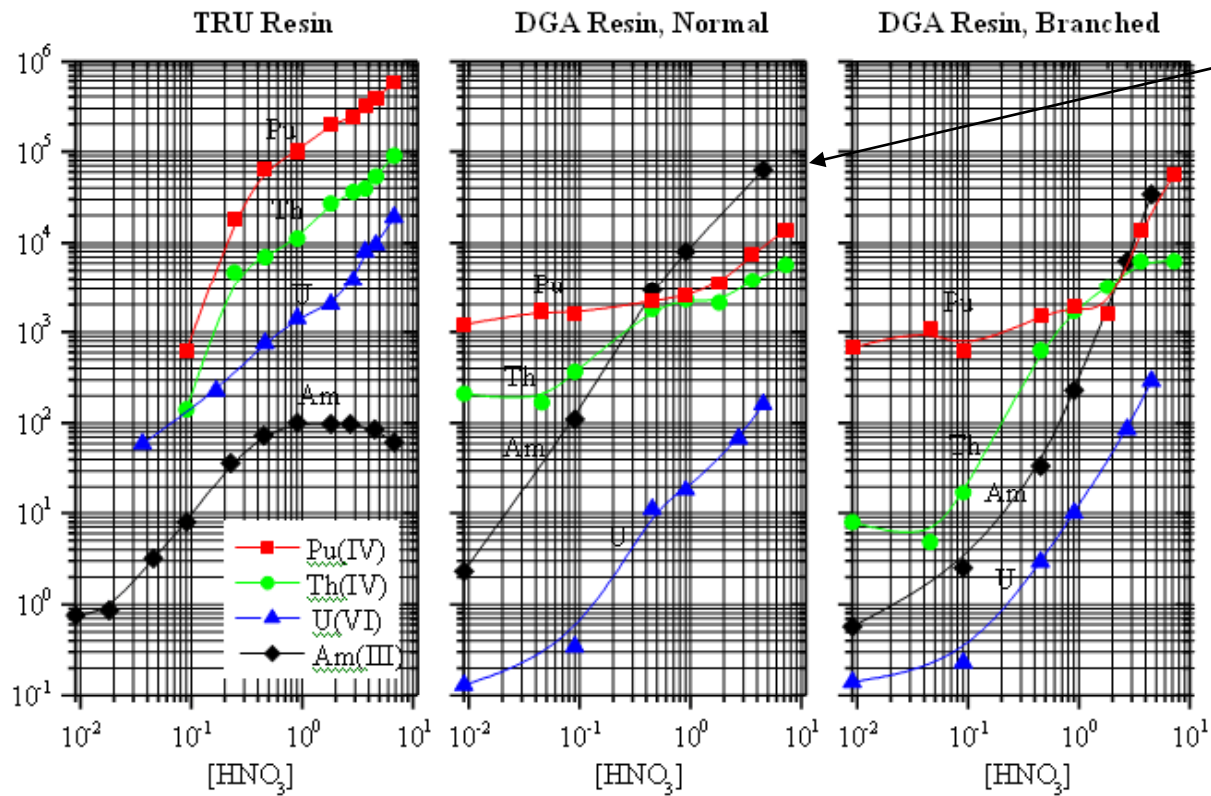 TRU Resin
DGA Resin, Normal
DGA Resin, Branched
10^6
10^5
10^4
10^3
10^2
10^1
10^0
10^-1
Pu
Th
U
Am
Pu(IV)
Th(IV)
U(VI)
Am(III)
10^-2 10^-1 10^0 10^1
[HNO3]
Pu
Th
Am
U
10^-2 10^-1 10^0 10^1
[HNO3]
Pu
Th
Am
U
10^-2 10^-1 10^0 10^1
[HNO3]